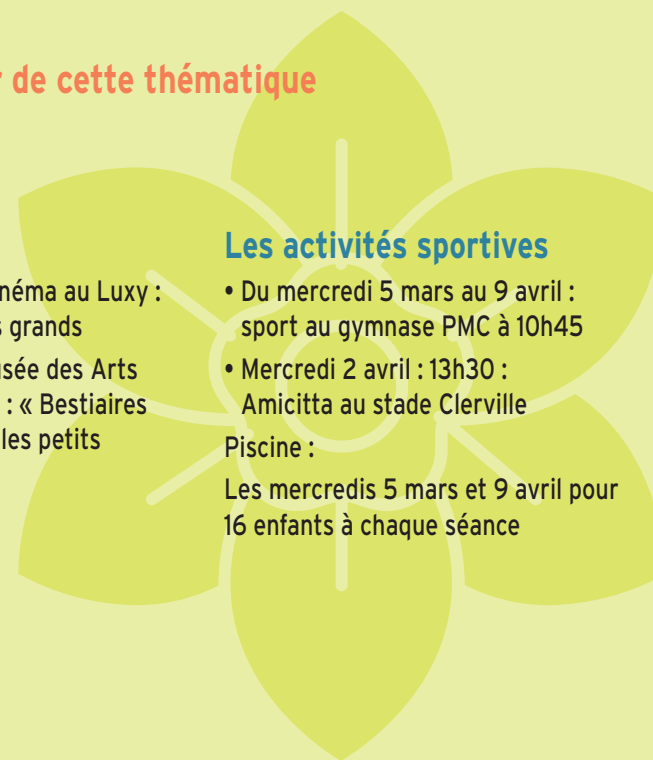 de cette thématique
néma au Luxy :
s grands
sée des Arts
: « Bestiaires
les petits
Les activités sportives
• Du mercredi 5 mars au 9 avril :
sport au gymnase PMC à 10h45
• Mercredi 2 avril : 13h30 :
Amicitta au stade Clerville
Piscine :
Les mercredis 5 mars et 9 avril pour
16 enfants à chaque séance